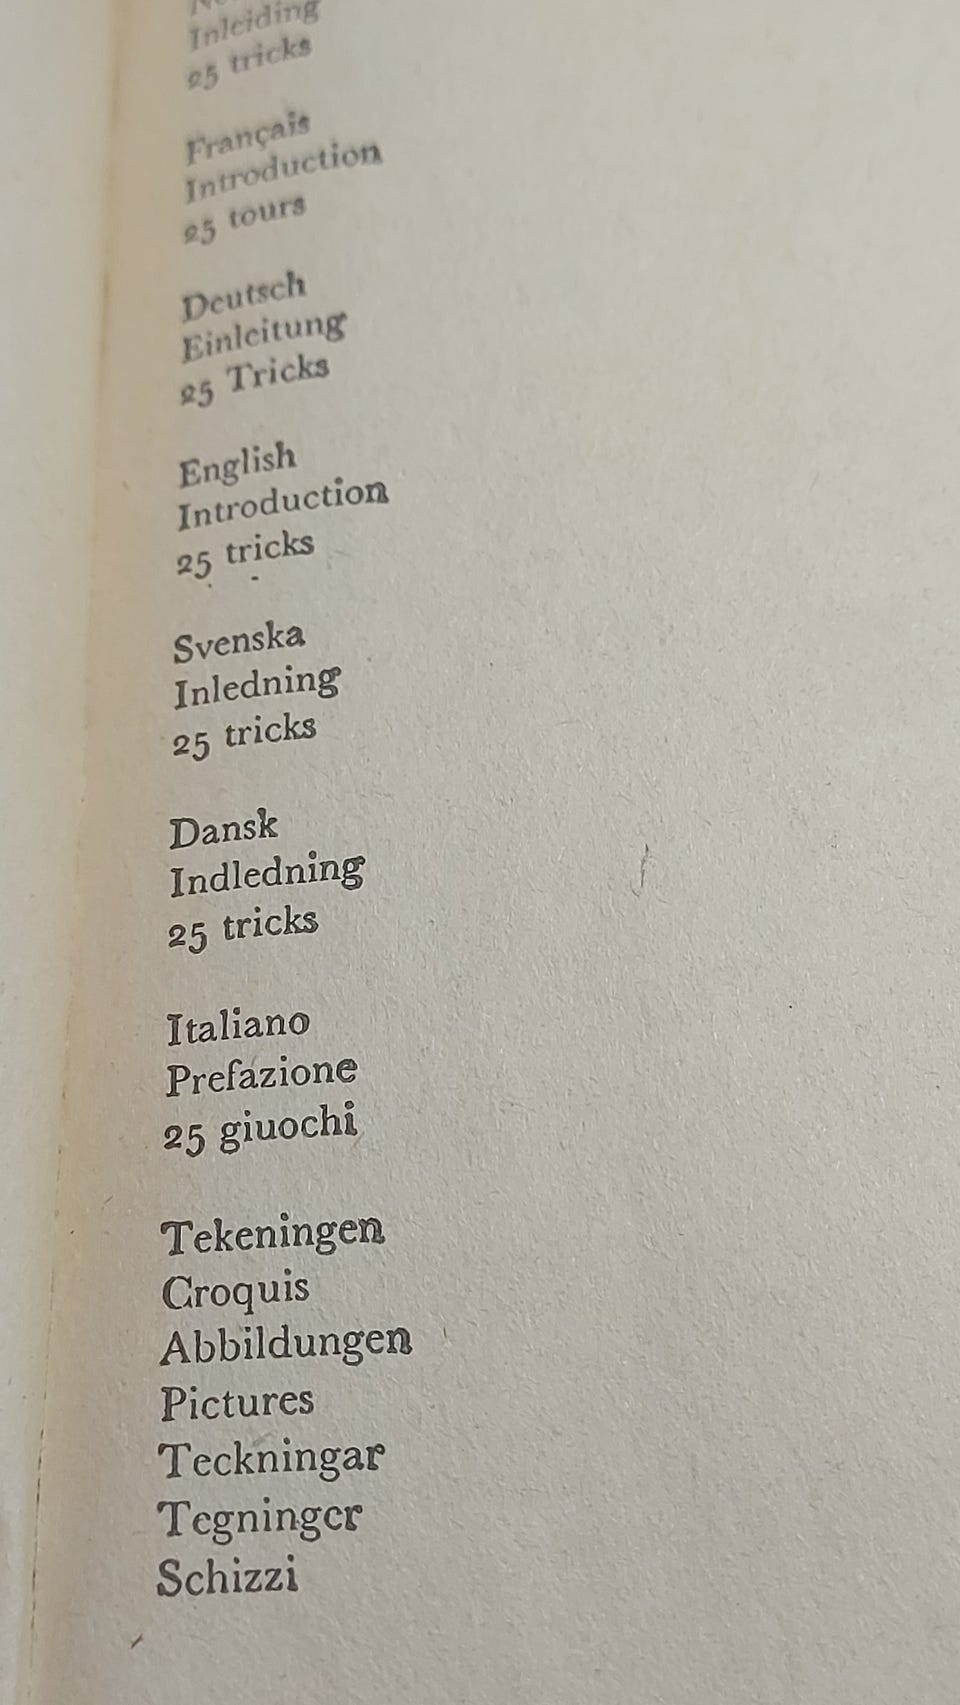 Inleiding
25 tricks
Français
Introduction
25 tours
Deutsch
Einleitung
25 Tricks
English
Introduction
25 tricks
Svenska
Inledning
25 tricks
Dansk
Indledning
25 tricks
Italiano
Prefazione
25 giuochi
Tekeningen
Croquis
Abbildungen
Pictures
Teckningar
Tegninger
Schizzi